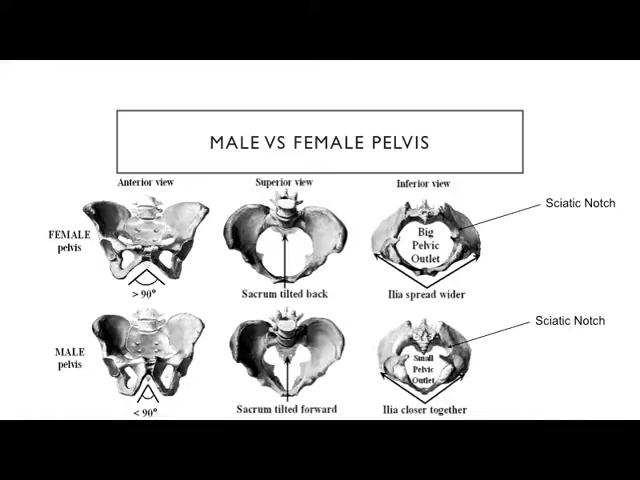 MALE VS FEMALE PELVIS
Anterior view
Superior view
Inferior view
FEMALE
pelvis
Big
Pelvic
Outlet
Sciatic Notch
> 90°
Sacrum tilted back
Ilia spread wider
MALE
pelvis
Small
Pelvic
Outlet
Sciatic Notch
< 90°
Sacrum tilted forward
Ilia closer together